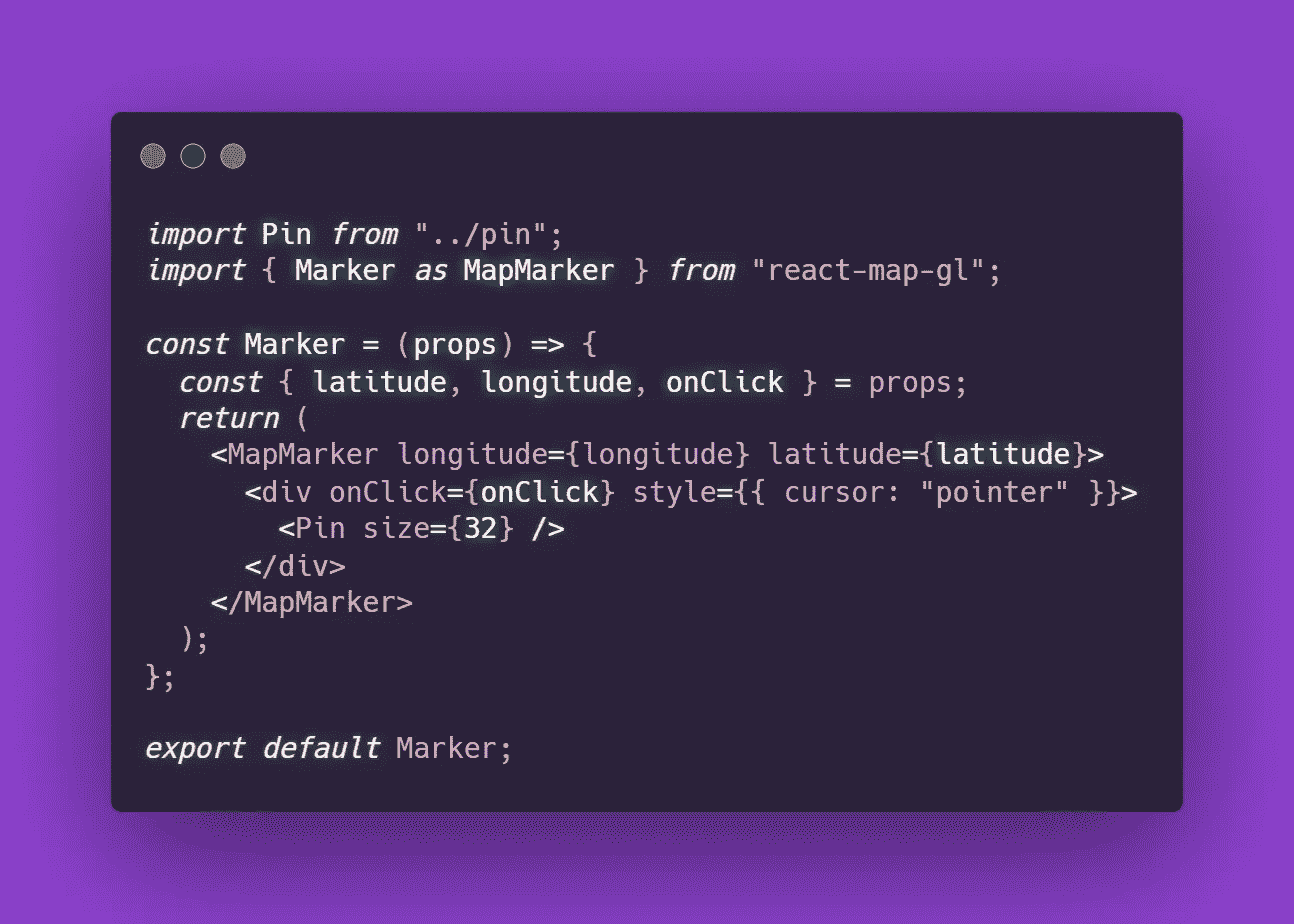 import Pin from "../pin";
import { Marker as MapMarker } from "react-map-gl";

const Marker = (props) => {
  const { latitude, longitude, onClick } = props;
  return (
    <MapMarker longitude={longitude} latitude={latitude}>
      <div onClick={onClick} style={{ cursor: "pointer" }}>
        <Pin size={32} />
      </div>
    </MapMarker>
  );
};

export default Marker;